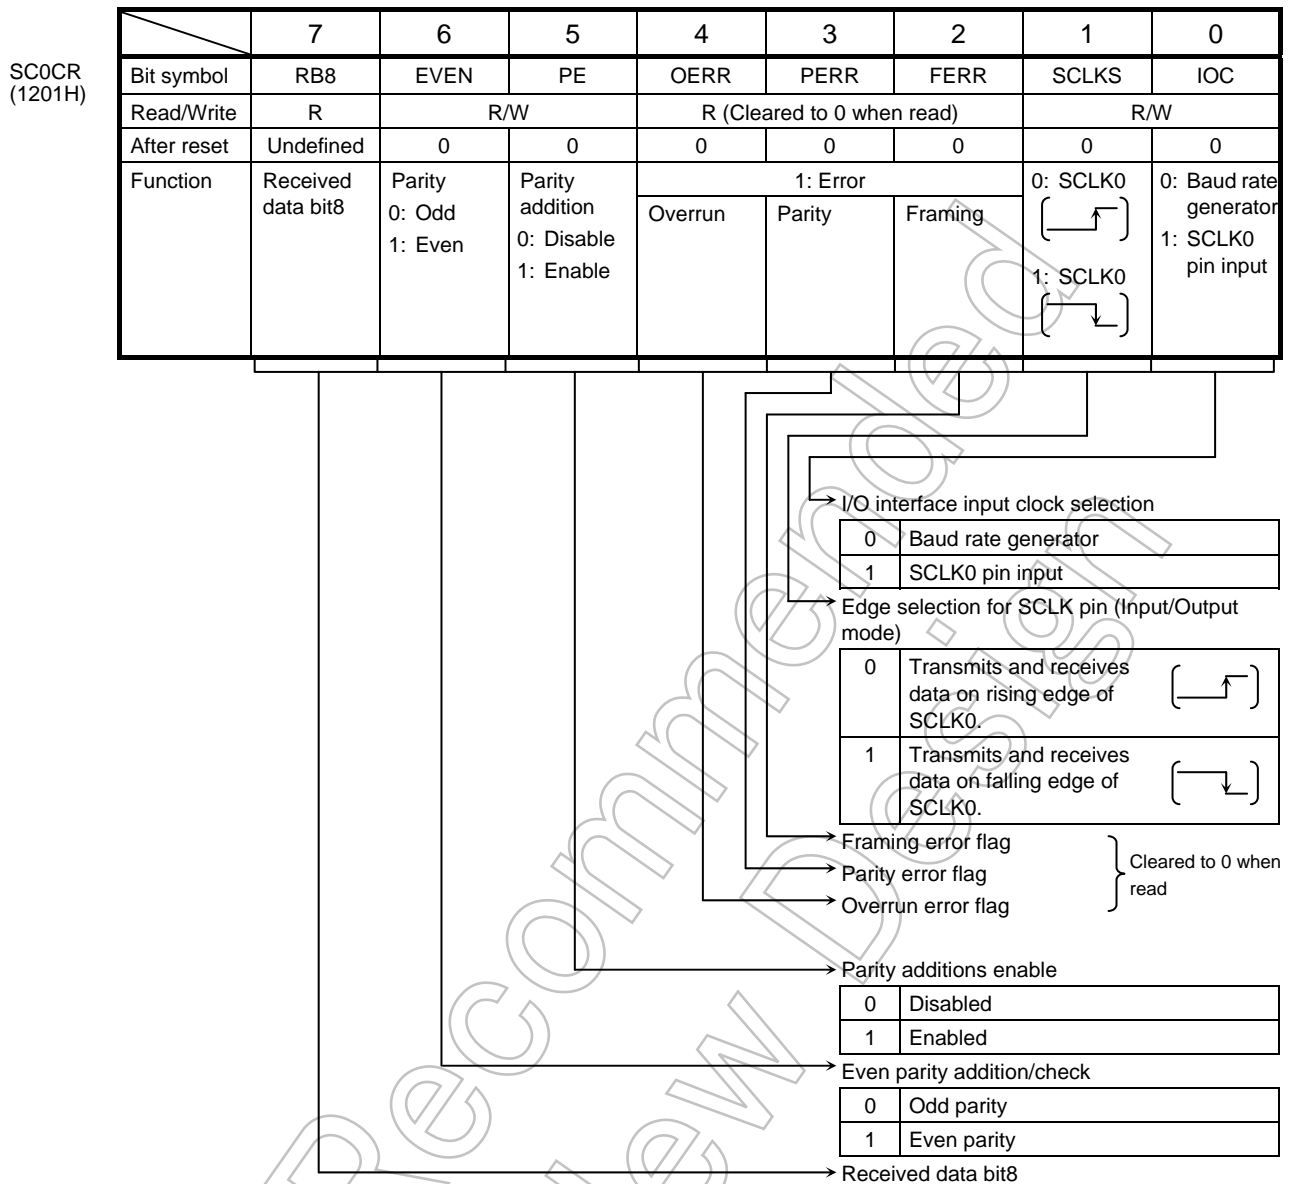 7 6 5 4 3 2 1 0
SC0CR
(1201H)
Bit symbol RB8 EVEN PE OERR PERR FERR SCLKS IOC
Read/Write R R/W R (Cleared to 0 when read) R/W
After reset Undefined 0 0 0 0 0 0 0
Function
Received
data bit8
Parity
0: Odd
1: Even
Parity
addition
0: Disable
1: Enable
1: Error
Overrun
Parity
Framing
0: SCLK0
1: SCLK0
0: Baud rate
generator
1: SCLK0
pin input
I/O interface input clock selection
0 Baud rate generator
1 SCLK0 pin input
Edge selection for SCLK pin (Input/Output
mode)
0 Transmits and receives
data on rising edge of
SCLK0.
1 Transmits and receives
data on falling edge of
SCLK0.
Framing error flag
Parity error flag
Overrun error flag
Cleared to 0 when
read
Parity additions enable
0 Disabled
1 Enabled
Even parity addition/check
0 Odd parity
1 Even parity
Received data bit8
Recommended
Design